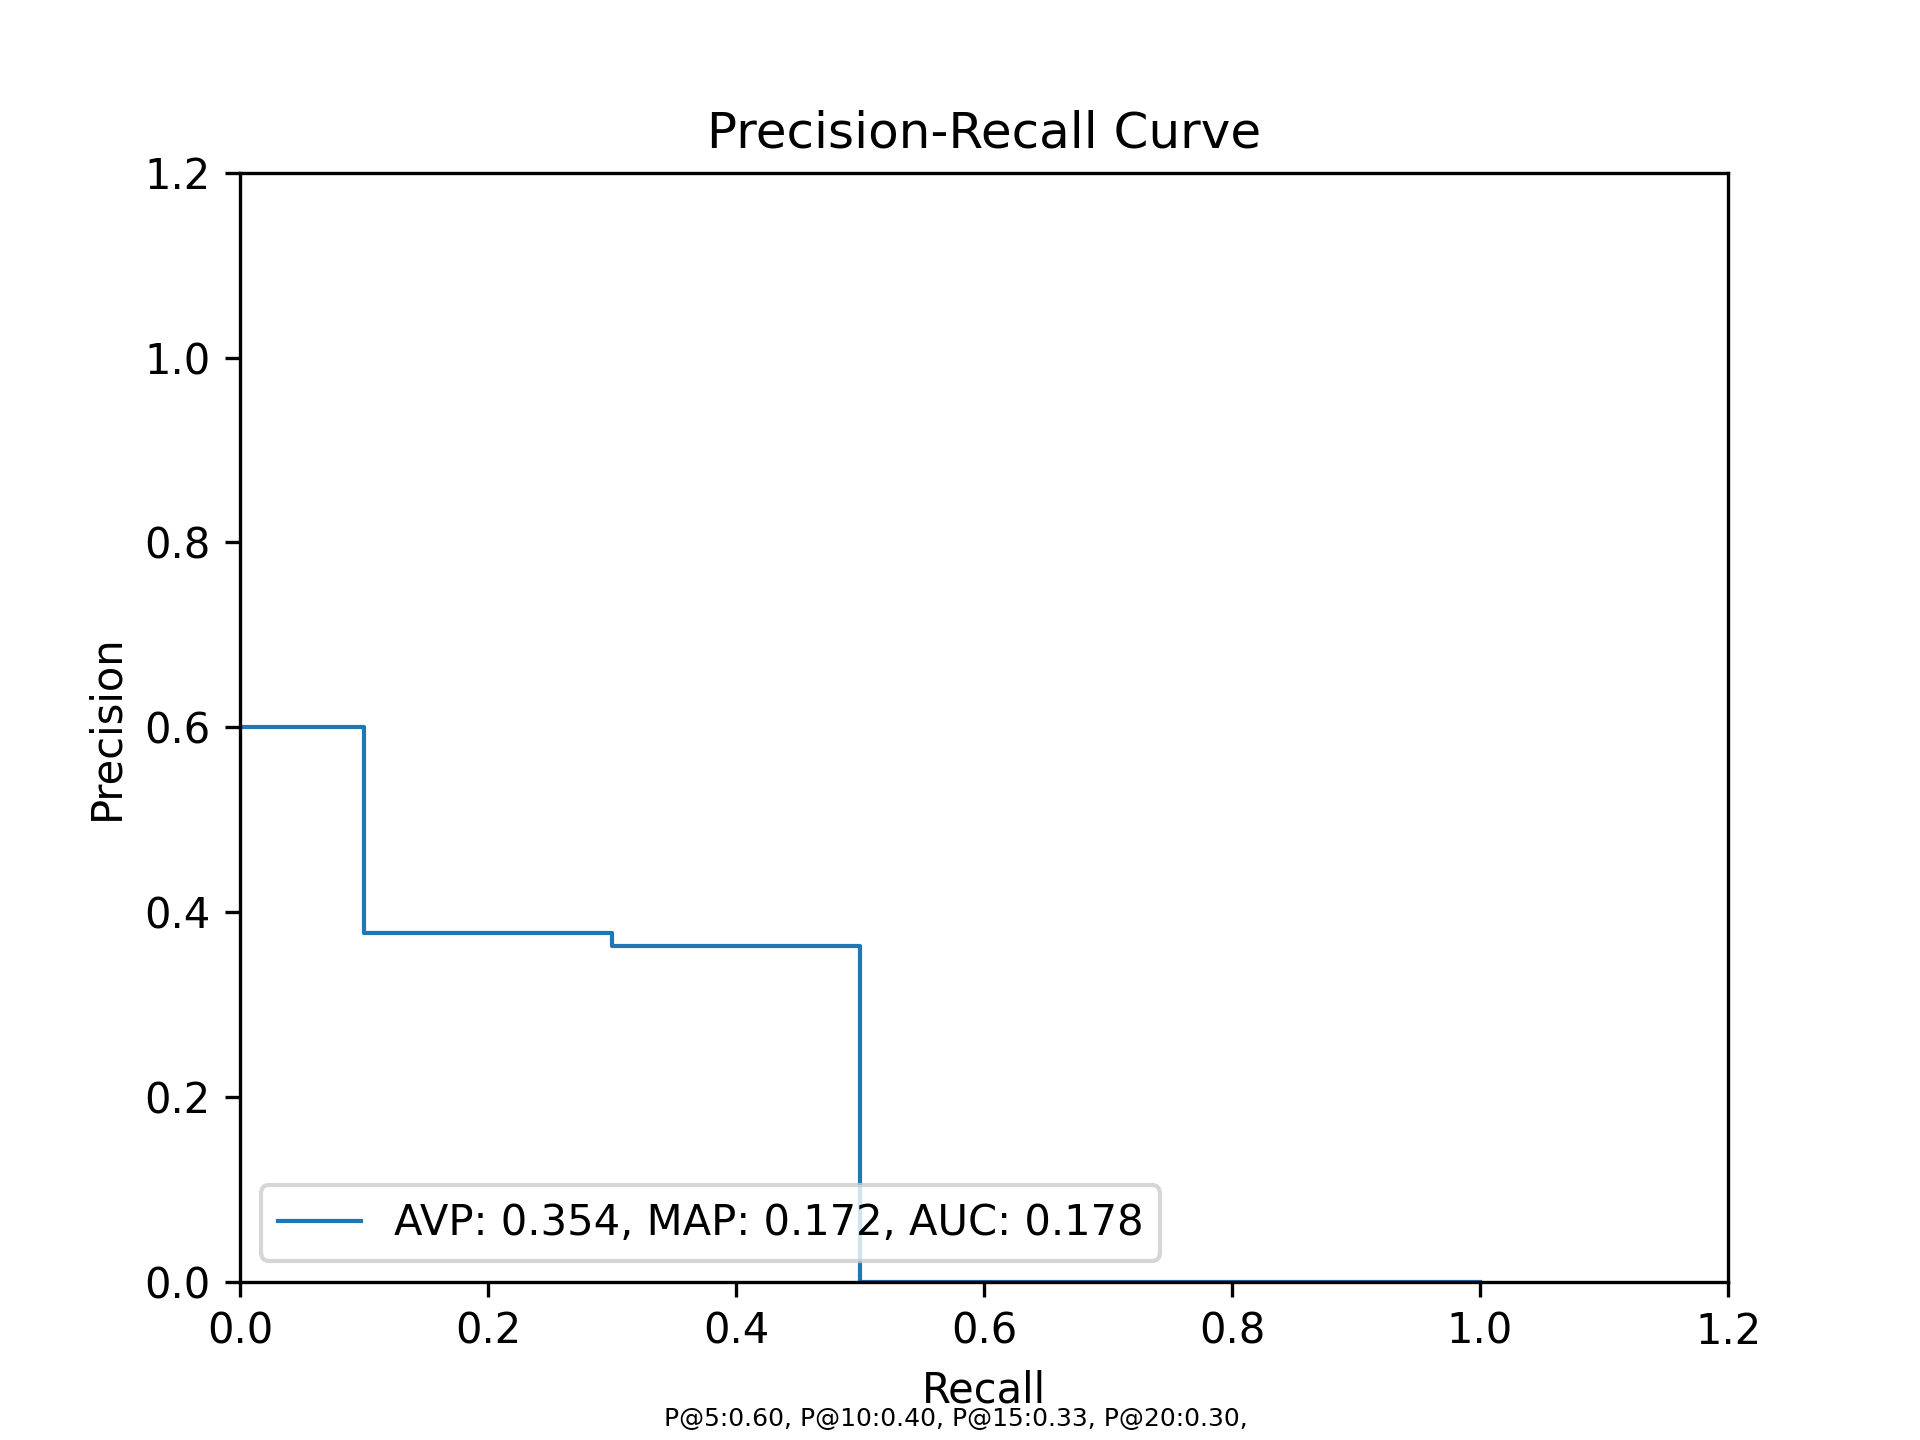 Precision-Recall Curve
1.2
1.0
0.8
0.6
0.4
0.2
0.0
Precision
AVP: 0.354, MAP: 0.172, AUC: 0.178
0.0 0.2 0.4 0.6 0.8 1.0 1.2
Recall
P@5:0.60, P@10:0.40, P@15:0.33, P@20:0.30,